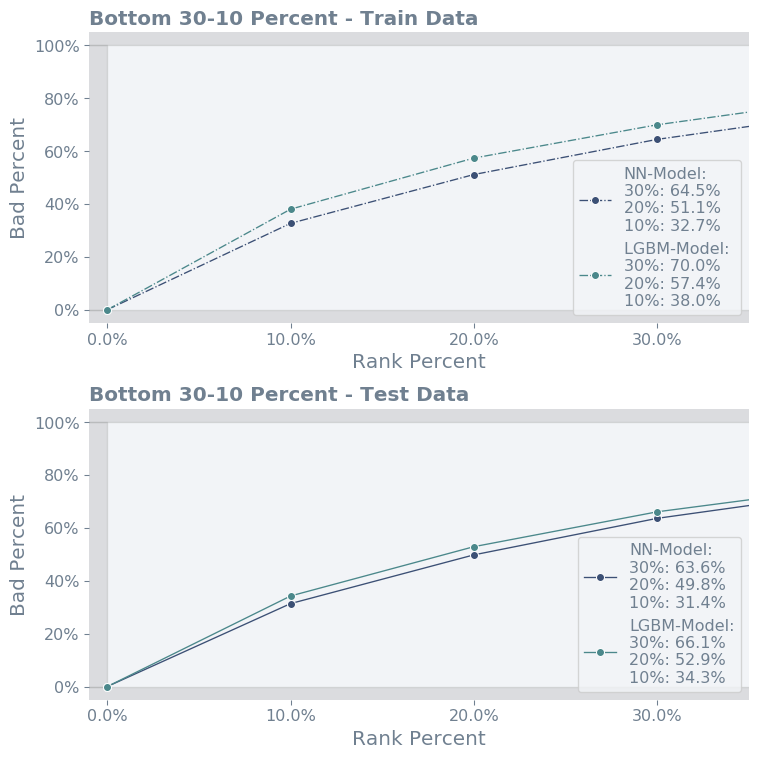 Bottom 30-10 Percent - Train Data
100%
80%
60%
40%
20%
0%
Bad Percent
NN-Model:
30%: 64.5%
20%: 51.1%
10%: 32.7%
LGBM-Model:
30%: 70.0%
20%: 57.4%
10%: 38.0%
0.0% 10.0% 20.0% 30.0%
Rank Percent
Bottom 30-10 Percent - Test Data
100%
80%
60%
40%
20%
0%
Bad Percent
NN-Model:
30%: 63.6%
20%: 49.8%
10%: 31.4%
LGBM-Model:
30%: 66.1%
20%: 52.9%
10%: 34.3%
0.0% 10.0% 20.0% 30.0%
Rank Percent